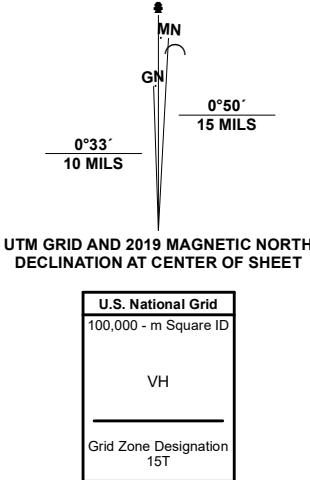 MN
GN
0°50´
15 MILS
0°33´
10 MILS
UTM GRID AND 2019 MAGNETIC NORTH
DECLINATION AT CENTER OF SHEET
U.S. National Grid
100,000 - m Square ID
VH
Grid Zone Designation
15T